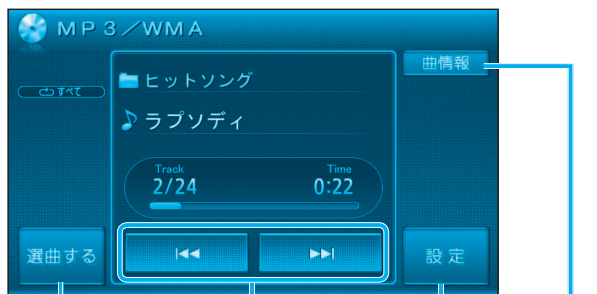 MP3／WMA
曲情報
すべて
ヒットソング
ラプソディ
Track Time
2/24 0:22
選曲する
設定